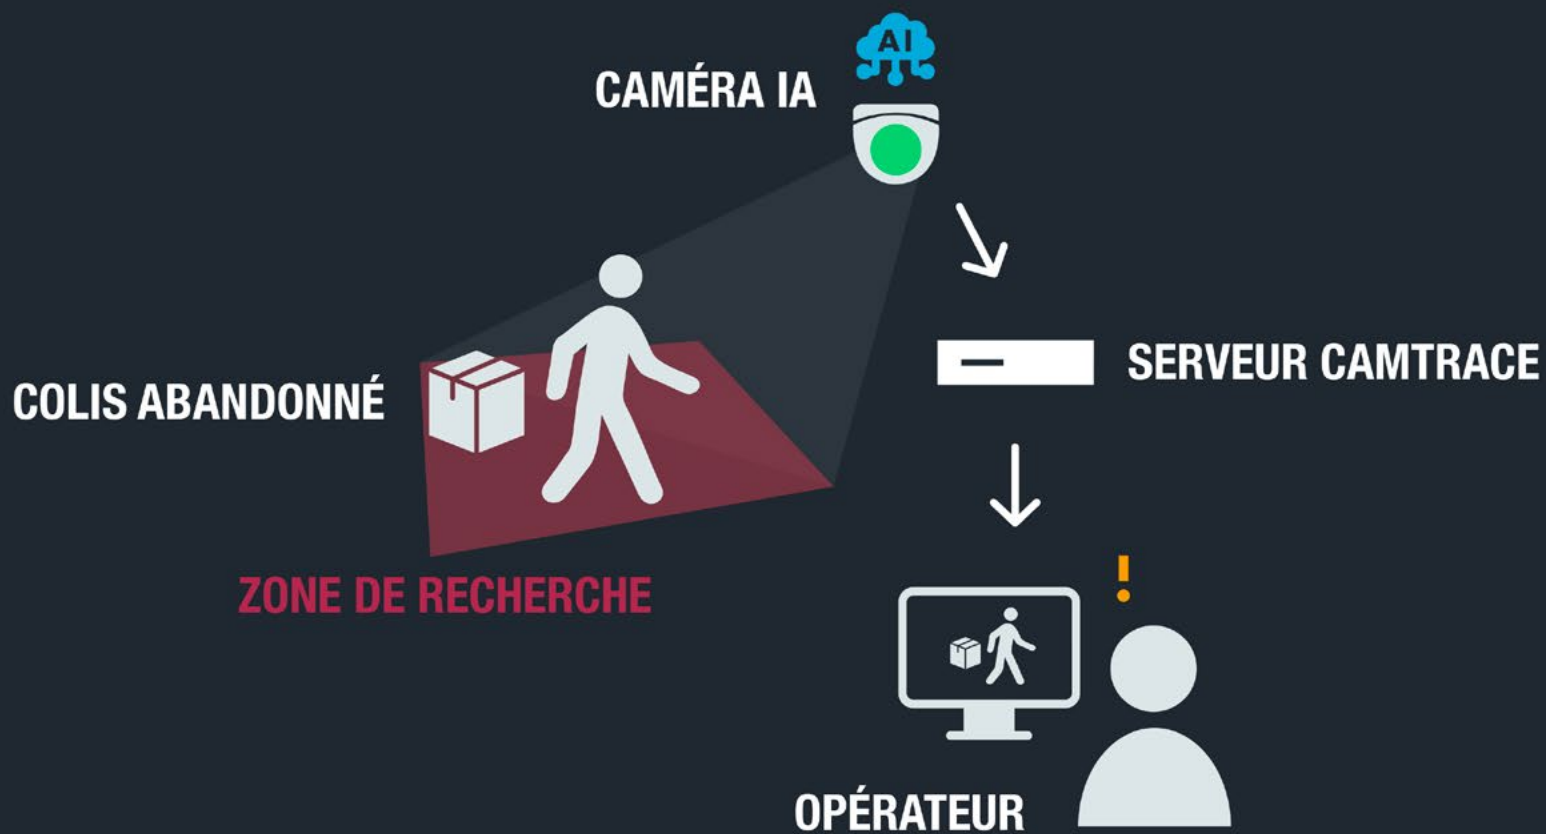 AI
CAMÉRA IA
SERVEUR CAMTRACE
COLIS ABANDONNÉ
ZONE DE RECHERCHE
!
OPÉRATEUR